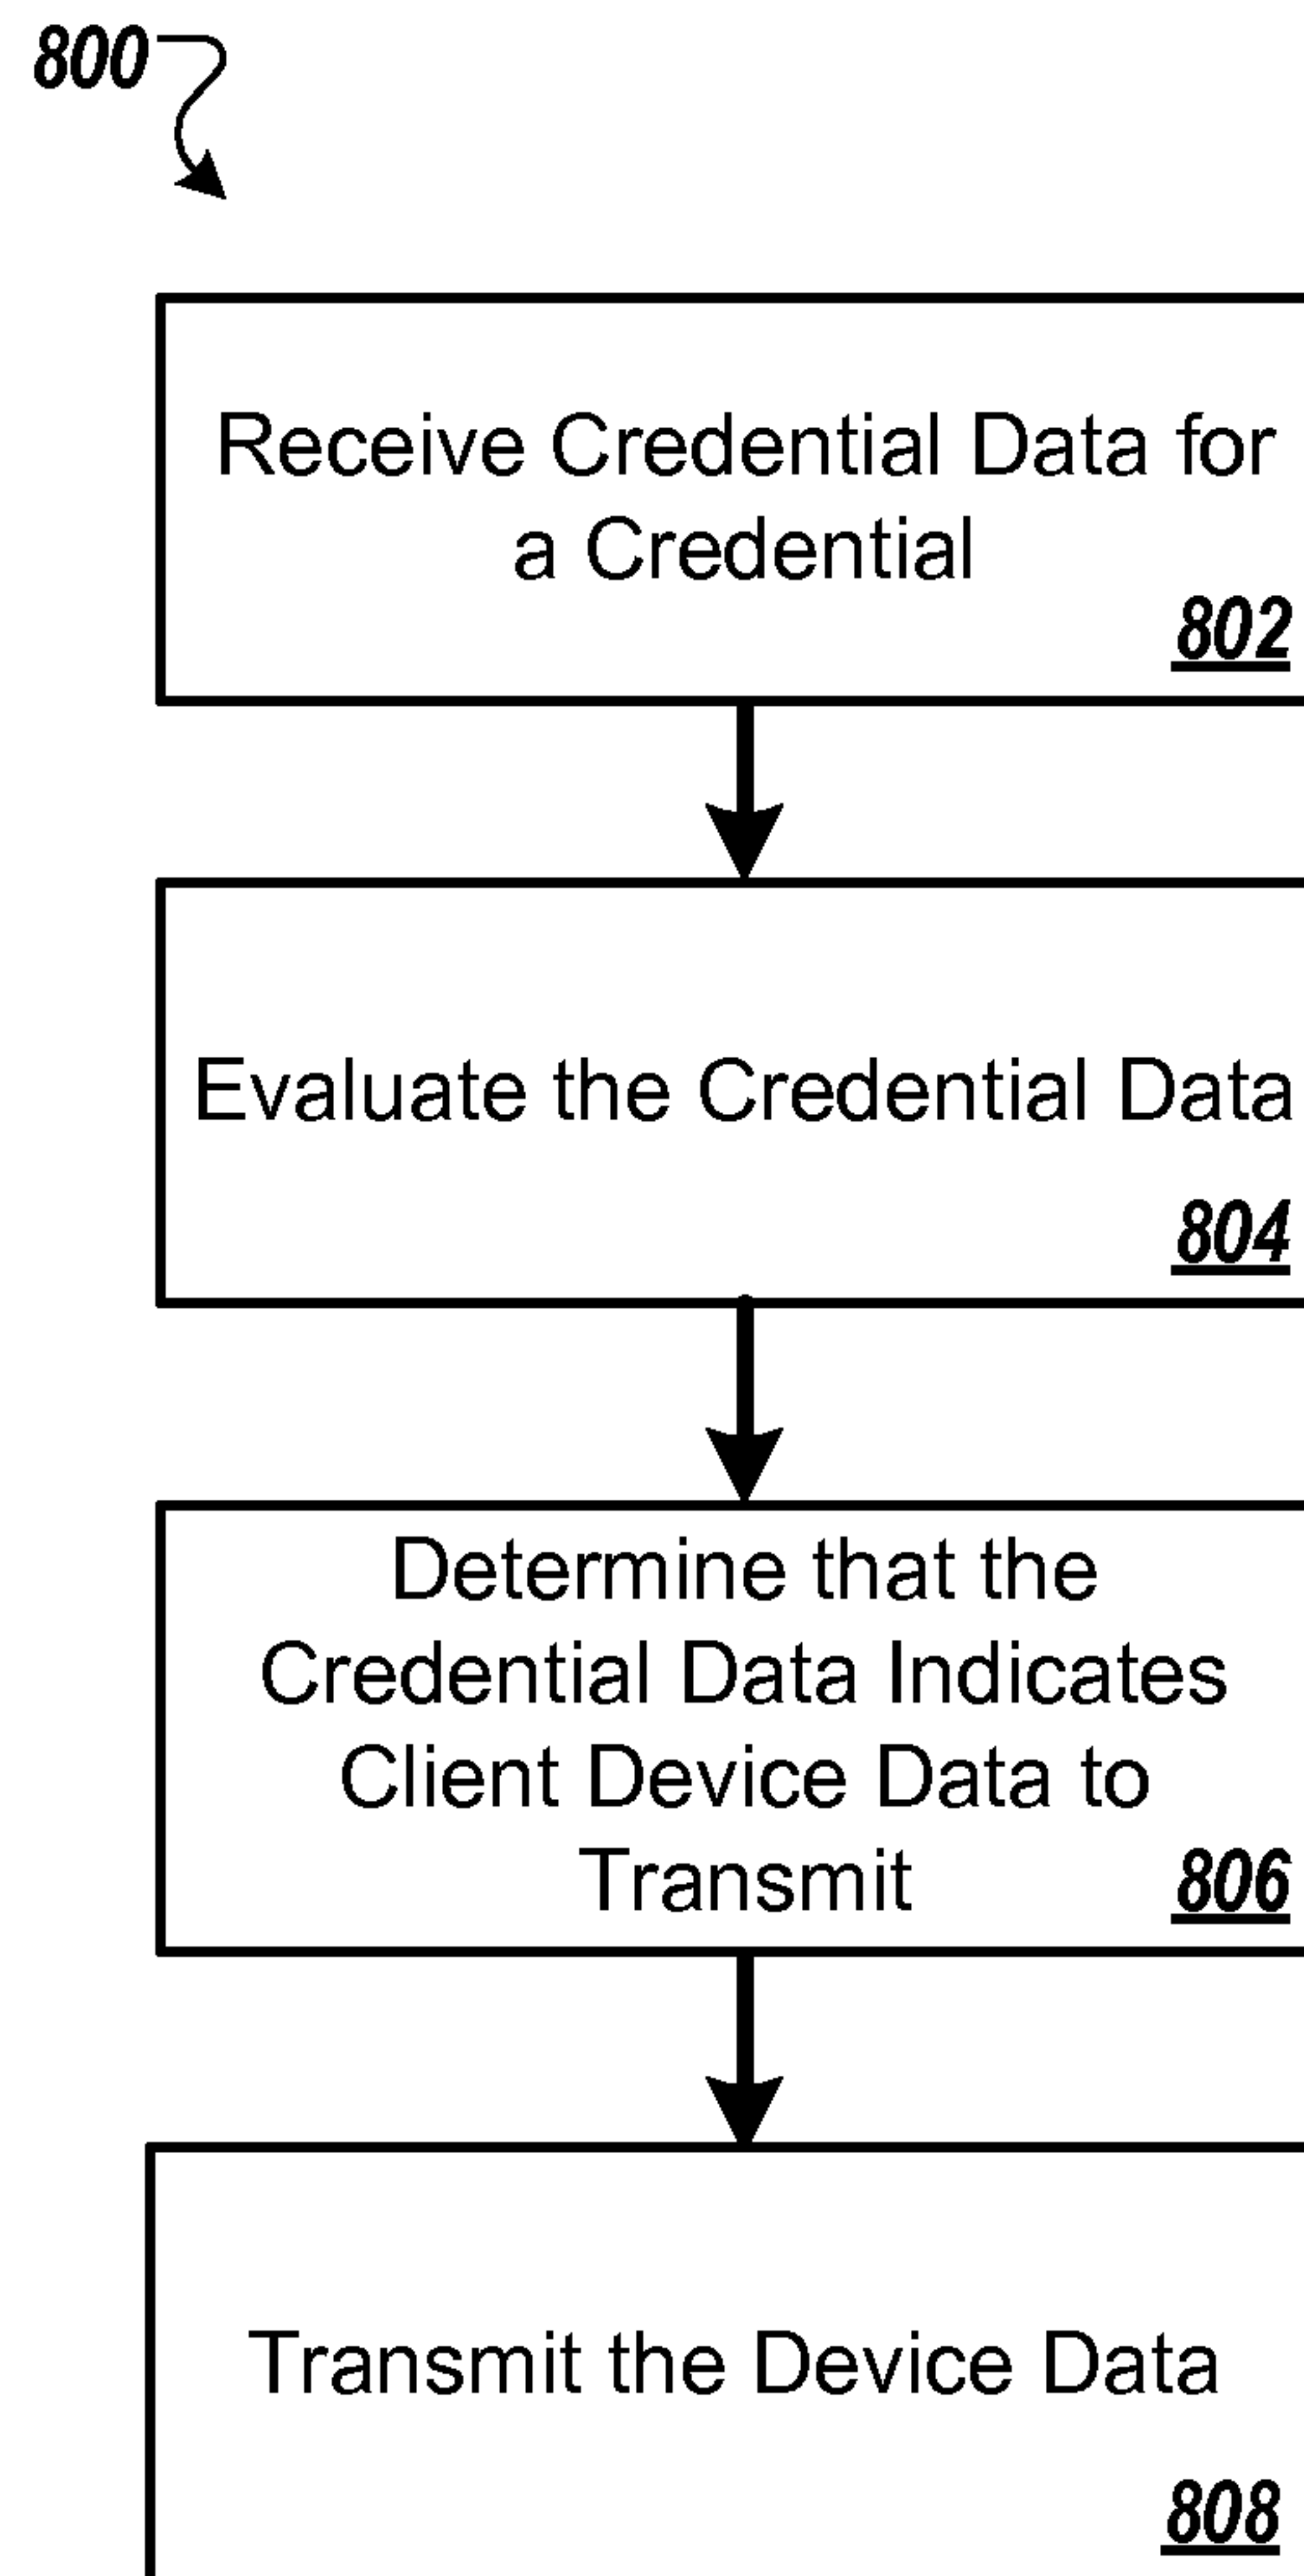 800
Receive Credential Data for
a Credential
802
Evaluate the Credential Data
804
Determine that the
Credential Data Indicates
Client Device Data to
Transmit
806
Transmit the Device Data
808